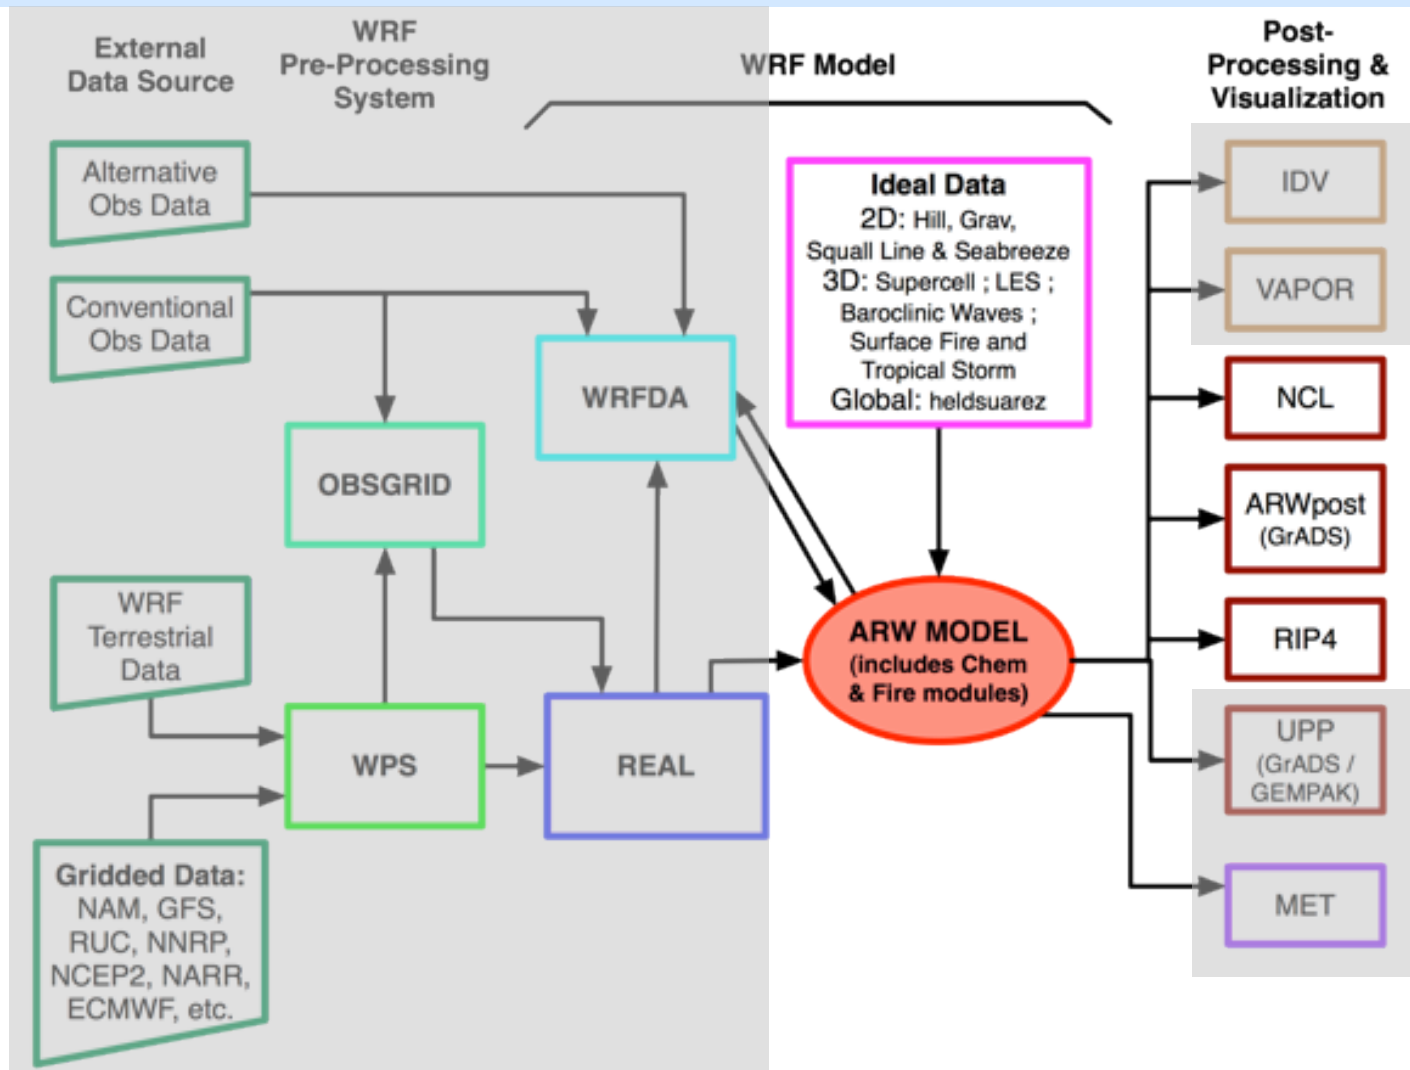 External
Data Source
WRF
Pre-Processing
System
WRF Model
Post-
Processing &
Visualization
Alternative
Obs Data
Conventional
Obs Data
WRF
Terrestrial
Data
Gridded Data:
NAM, GFS,
RUC, NNRP,
NCEP2, NARR,
ECMWF, etc.
OBSGRID
WPS
WRFDA
REAL
Ideal Data
2D: Hill, Grav,
Squall Line & Seabreeze
3D: Supercell ; LES ;
Baroclinic Waves ;
Surface Fire and
Tropical Storm
Global: heldsuarez
ARW MODEL
(includes Chem
& Fire modules)
IDV
VAPOR
NCL
ARWpost
(GrADS)
RIP4
UPP
(GrADS /
GEMPAK)
MET